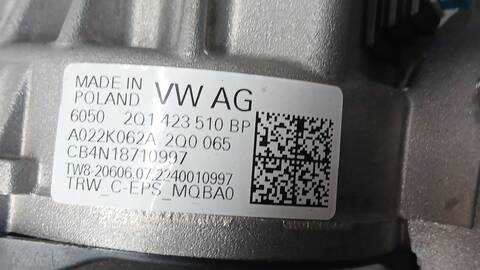 MADE IN
POLAND VW AG
6050 2Q1 423 510 BP
A022K062A 2Q0 065
CB4N18710997
TW8-20606.07.2240010997
TRW_C-EPS_MQBA0